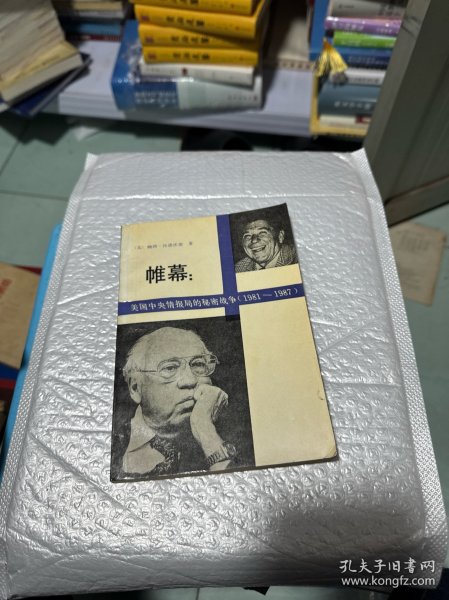 〔美〕鲍勃·伍德沃德 著
帷幕：
美国中央情报局的秘密战争(1981—1987)
孔夫子旧书网
www.kongfz.com